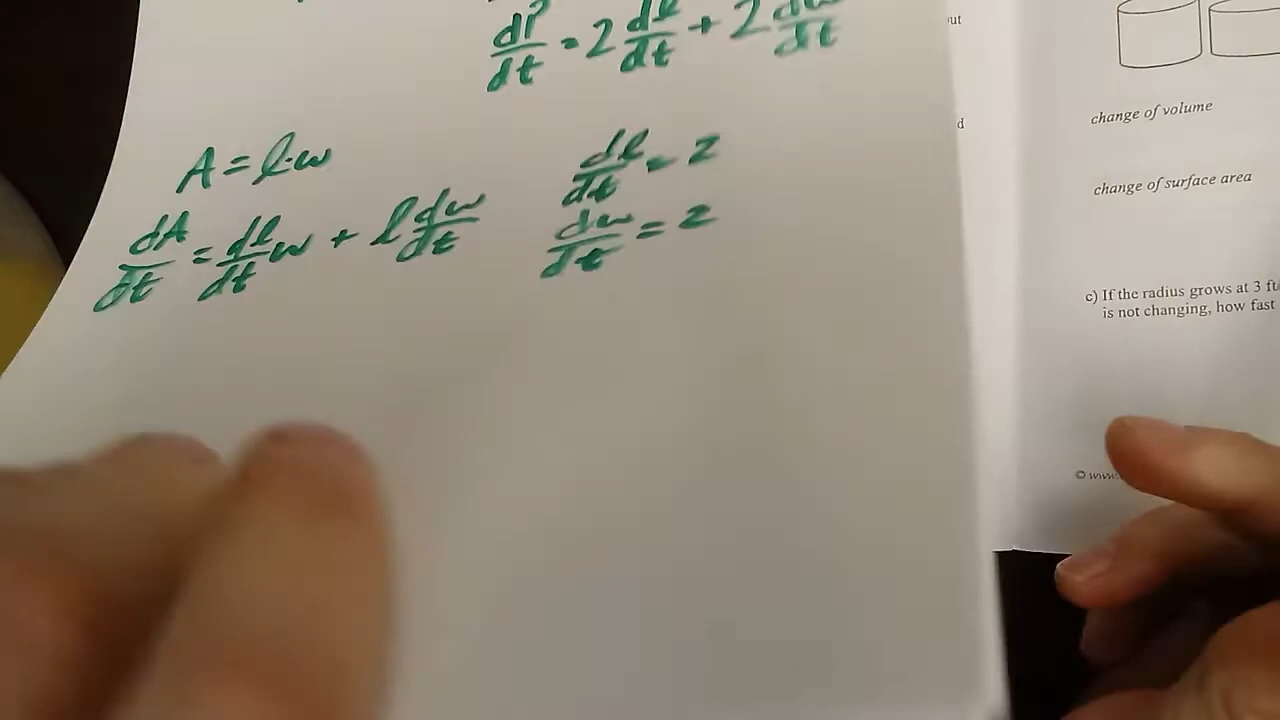 dP/dt = 2 dl/dt + 2 dw/dt
A = l·w
dA/dt = dl/dt w + l dw/dt
dl/dt = 2
dw/dt = 2
change of volume
change of surface area
c) If the radius grows at 3
is not changing, how fast
© www.